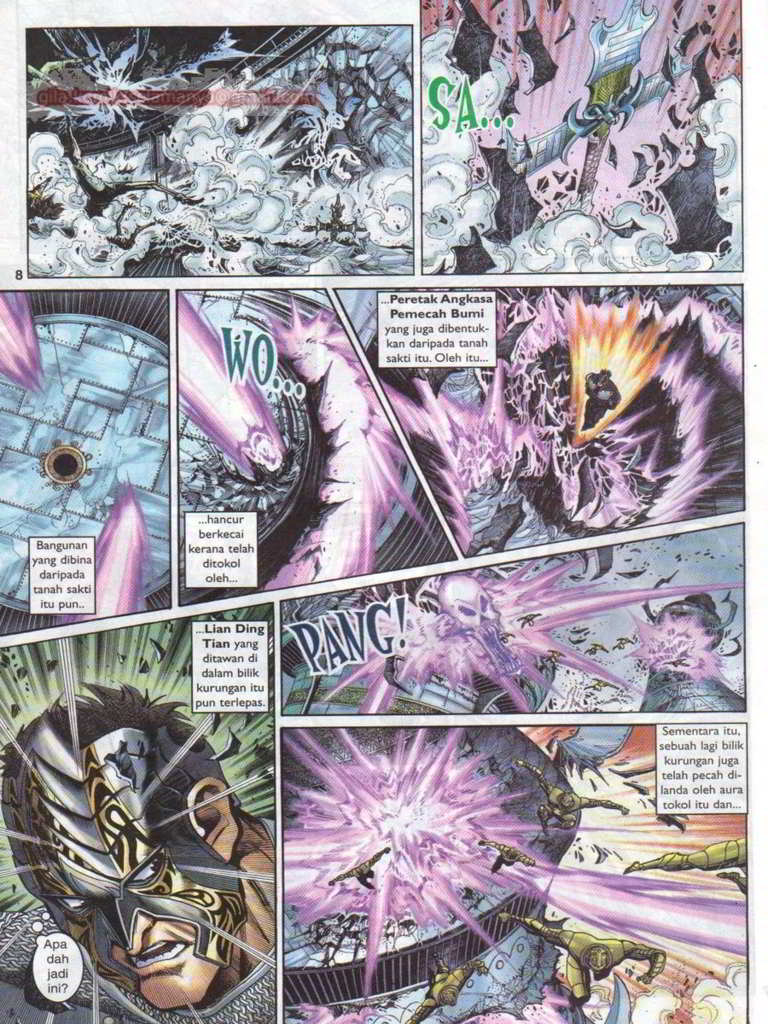 SA...
8
Bangunan
yang dibina
daripada
tanah sakti
itu pun..
WO...
...hancur
berkecai
kerana telah
ditokol
oleh...
...Peretak Angkasa
Pemecah Bumi
yang juga dibentuk-
kan daripada tanah
sakti itu. Oleh itu...
...Lian Ding
Tian yang
ditawan di
dalam bilik
kurungan itu
pun terlepas.
PANG!
Apa
dah
jadi
ini?
Sementara itu,
sebuah lagi bilik
kurungan juga
telah pecah di-
landa oleh aura
tokol itu dan...